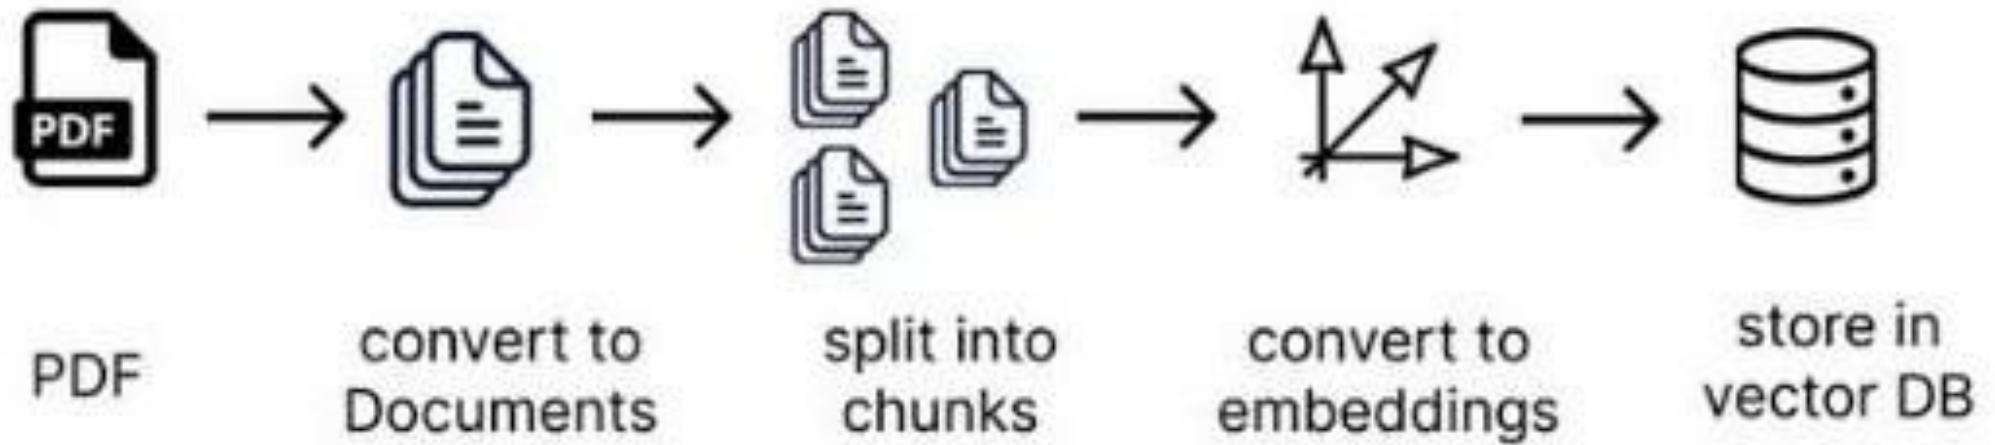 PDF
PDF
convert to
Documents
split into
chunks
convert to
embeddings
store in
vector DB